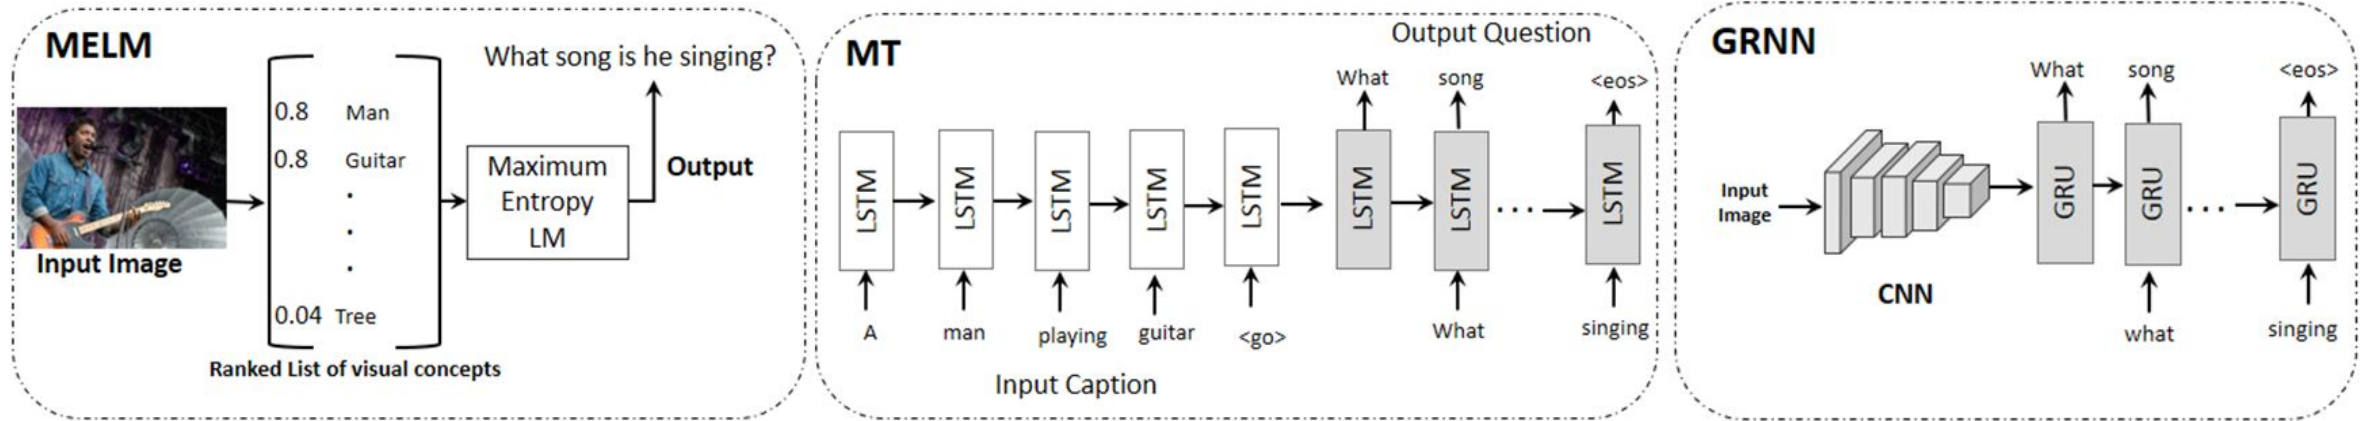 MELM
What song is he singing?
0.8 Man
0.8 Guitar
.
.
.
0.04 Tree
Maximum
Entropy
LM
Output
Input Image
Ranked List of visual concepts
MT
Output Question
What song <eos>
LSTM LSTM LSTM LSTM LSTM LSTM LSTM ... LSTM
A man playing guitar <go> What singing
Input Caption
GRNN
What song <eos>
Input
Image
GRU GRU ... GRU
CNN
what singing